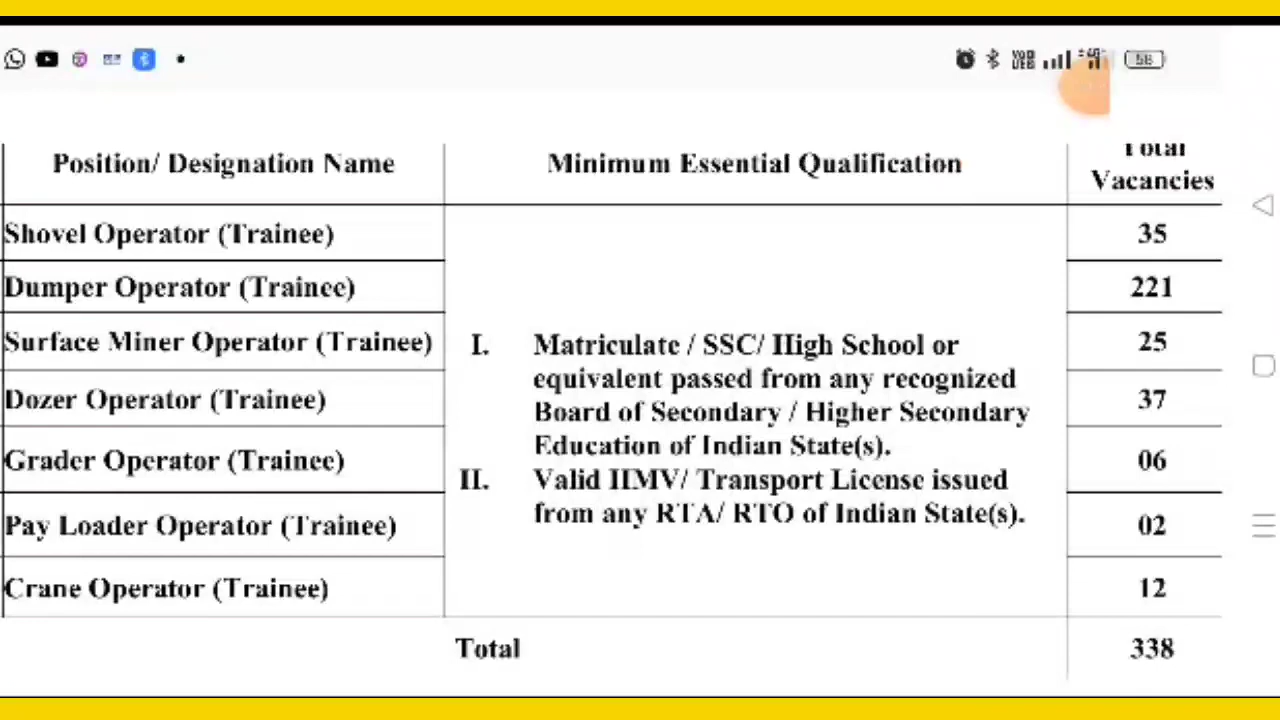 56
Position/ Designation Name
Minimum Essential Qualification
Total
Vacancies
Shovel Operator (Trainee)
35
Dumper Operator (Trainee)
221
Surface Miner Operator (Trainee)
25
Dozer Operator (Trainee)
37
Grader Operator (Trainee)
06
Pay Loader Operator (Trainee)
02
Crane Operator (Trainee)
12
I. Matriculate / SSC/ High School or
equivalent passed from any recognized
Board of Secondary / Higher Secondary
Education of Indian State(s).
II. Valid HMV/ Transport License issued
from any RTA/ RTO of Indian State(s).
Total
338